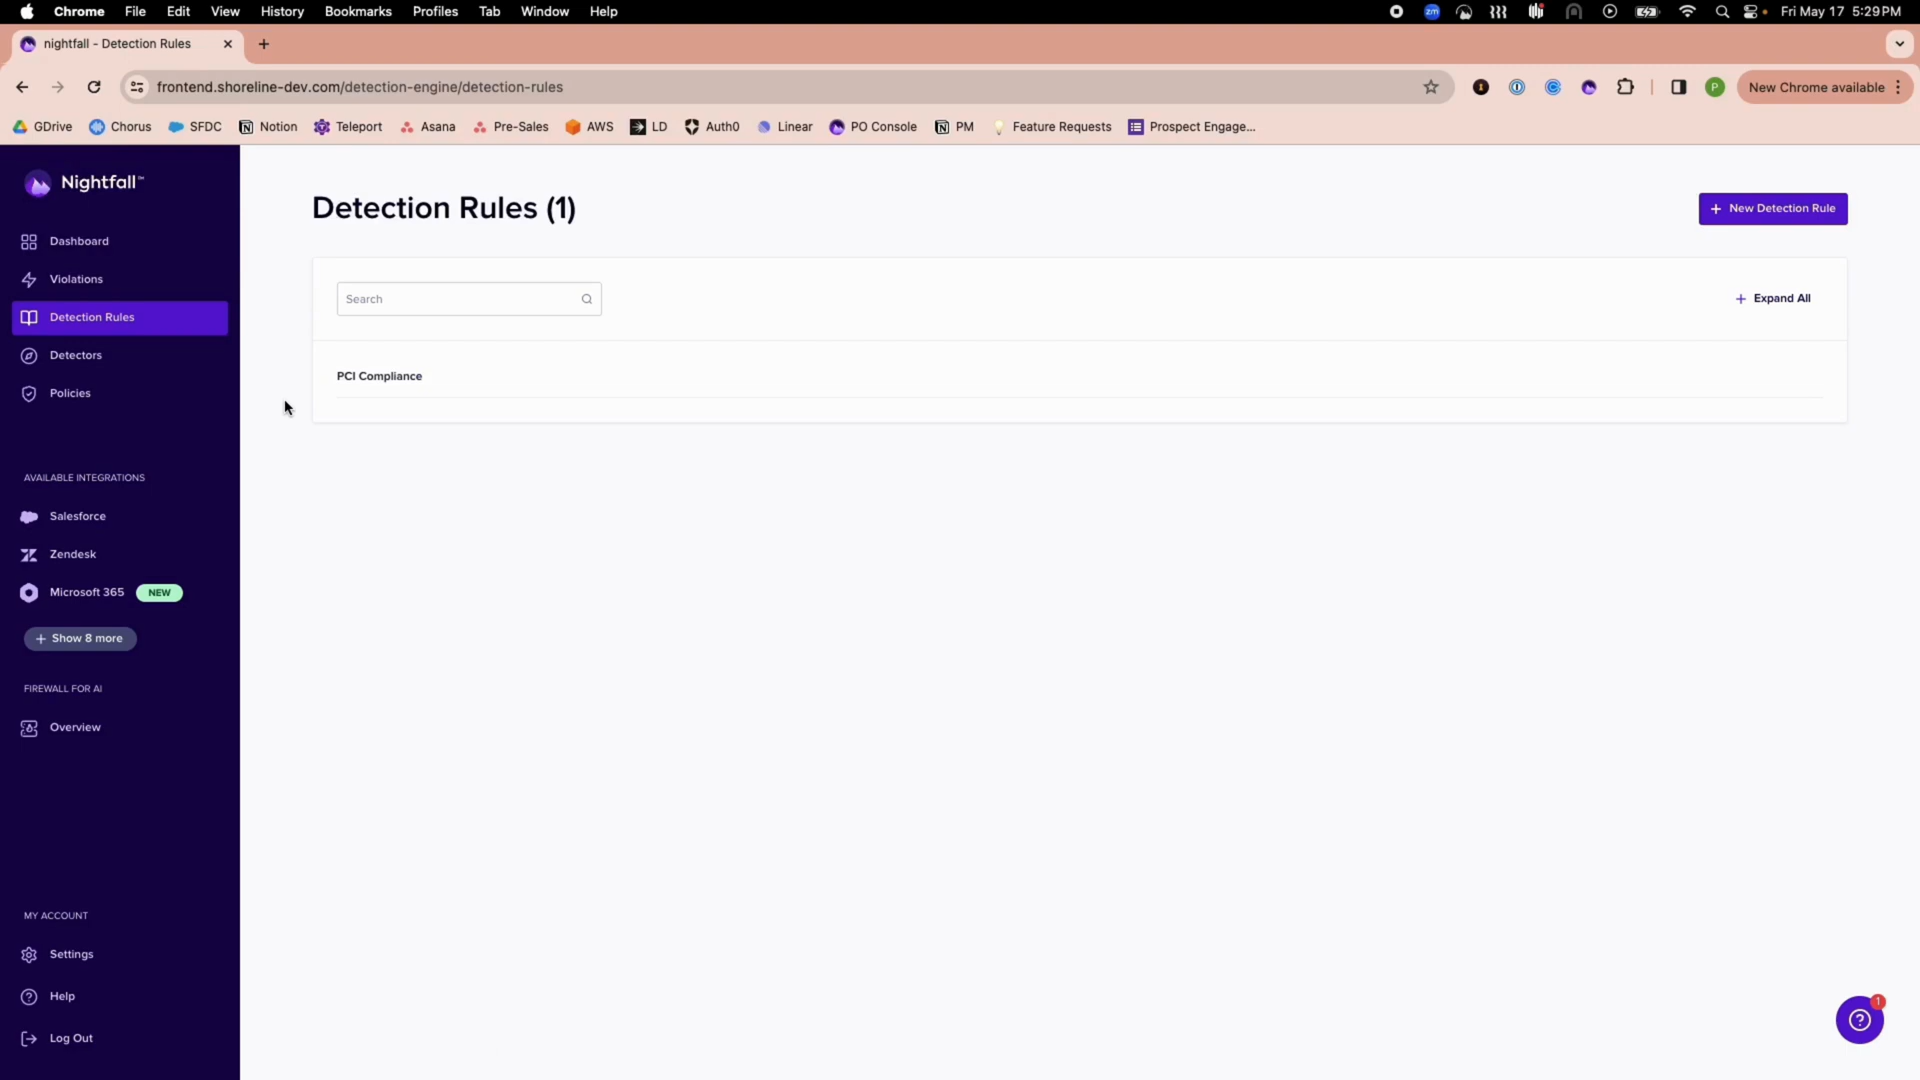 Chrome File Edit View History Bookmarks Profiles Tab Window Help
zm
Fri May 17 5:29 PM
nightfall - Detection Rules
frontend.shoreline-dev.com/detection-engine/detection-rules
P
New Chrome available
GDrive Chorus SFDC Notion Teleport Asana Pre-Sales AWS LD Auth0 Linear PO Console PM Feature Requests Prospect Engage...
Nightfall™
Dashboard
Violations
Detection Rules
Detectors
Policies
AVAILABLE INTEGRATIONS
Salesforce
Zendesk
Microsoft 365 NEW
+ Show 8 more
FIREWALL FOR AI
Overview
MY ACCOUNT
Settings
Help
Log Out
Detection Rules (1)
+ New Detection Rule
Search
+ Expand All
PCI Compliance
1